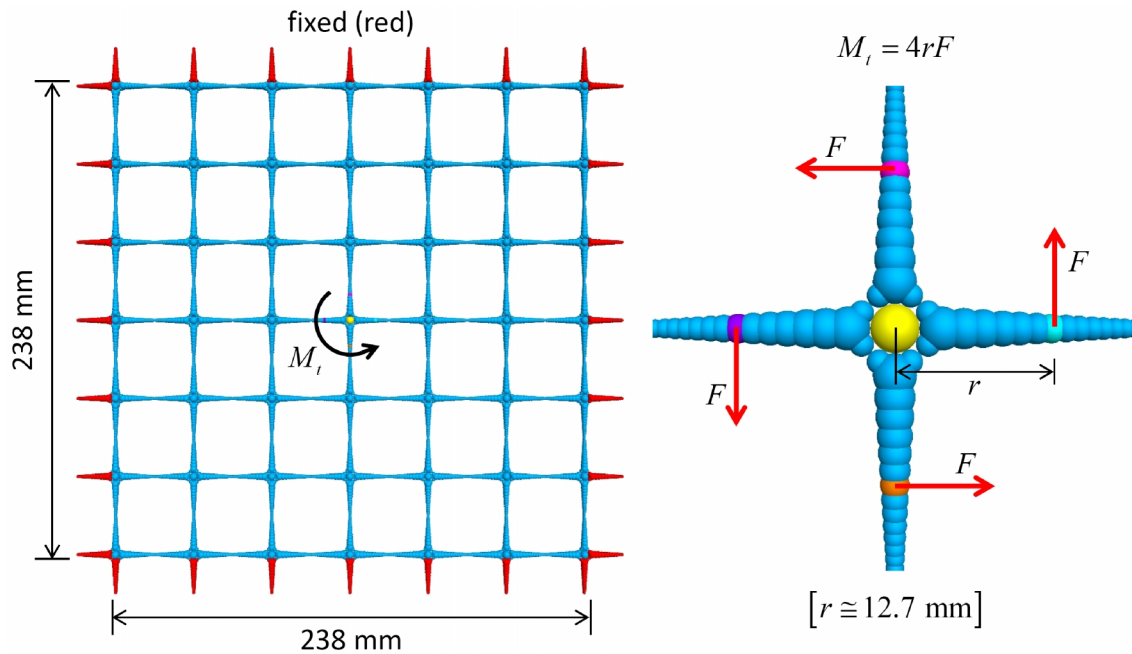 fixed (red)
238 mm
M_t
238 mm
M_t = 4rF
F
F
F
r
F
[r ≅ 12.7 mm]